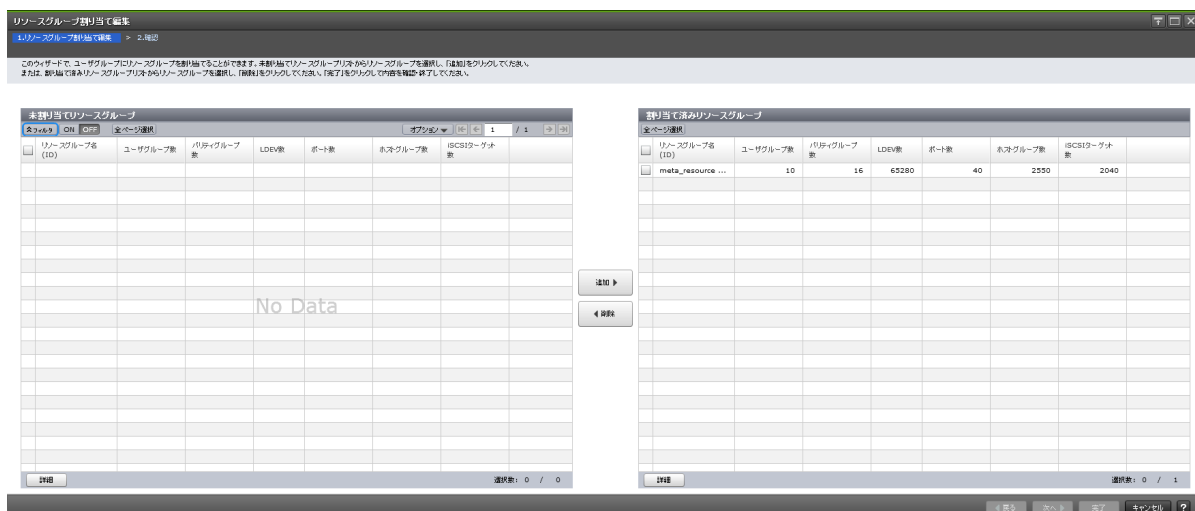 リソースグループ割り当て編集
1.リソースグループ割り当て編集 > 2.確認
このウィザードで、ユーザグループにリソースグループを割り当てることができます。未割り当てリソースグループリストからリソースグループを選択し、「追加」をクリックしてください。
または、割り当て済みリソースグループリストからリソースグループを選択し、「削除」をクリックしてください。「完了」をクリックして内容を確認・終了してください。
未割り当てリソースグループ
フィルタ ON OFF 全ページ選択 オプション 1 / 1
リソースグループ名 (ID) ユーザグループ数 パリティグループ数 LDEV数 ポート数 ホストグループ数 iSCSIターゲット数
No Data
詳細 選択数: 0 / 0
追加
削除
割り当て済みリソースグループ
全ページ選択
リソースグループ名 (ID) ユーザグループ数 パリティグループ数 LDEV数 ポート数 ホストグループ数 iSCSIターゲット数
meta_resource ... 10 16 65280 40 2550 2040
詳細 選択数: 0 / 1
戻る 次へ 完了 キャンセル ?